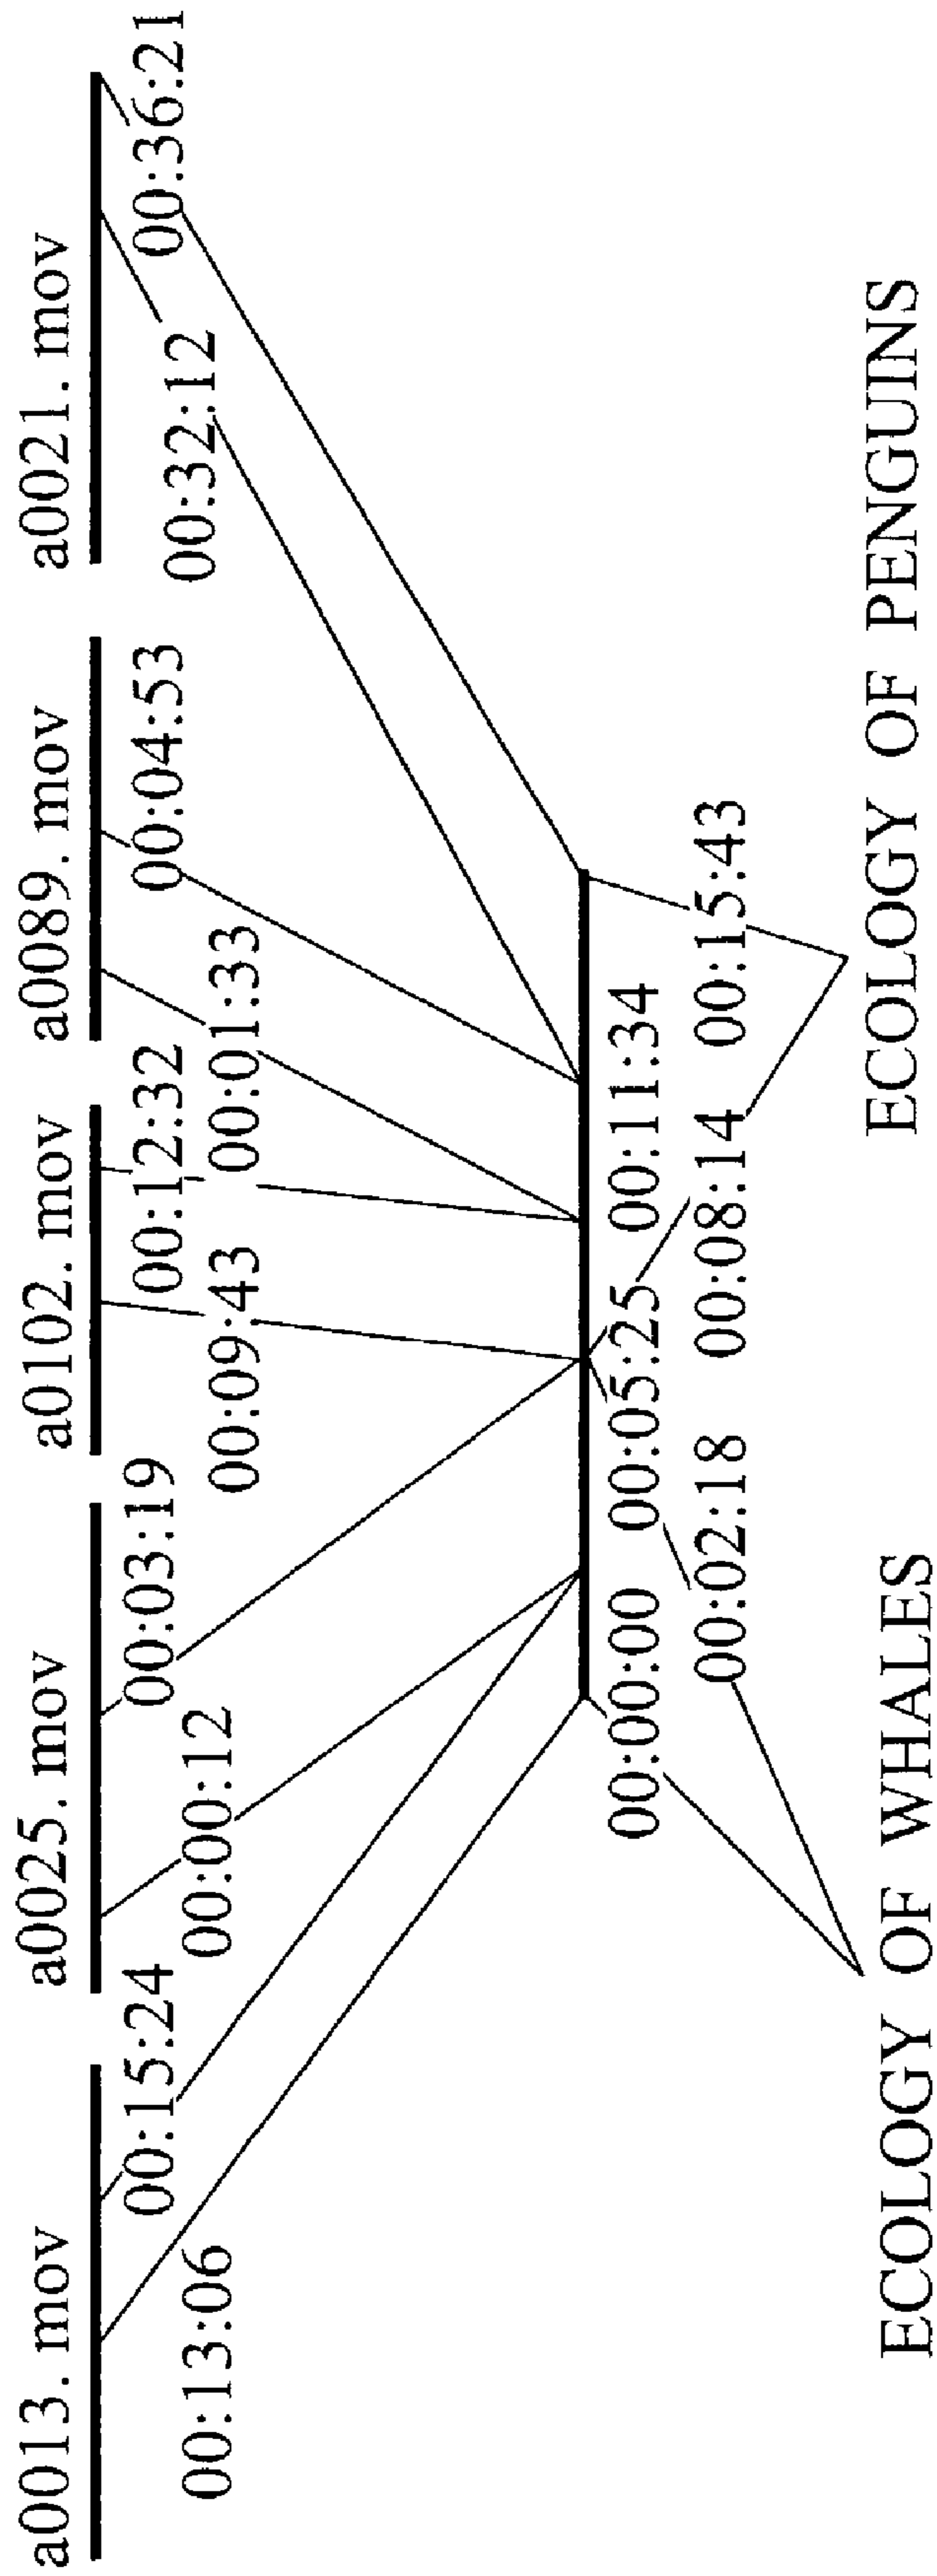 a0013. mov
a0025. mov
a0102. mov
a0089. mov
a0021. mov
00:15:24
00:03:19
00:12:32
00:04:53
00:36:21
00:13:06
00:00:12
00:09:43
00:01:33
00:32:12
00:00:00
00:05:25
00:11:34
00:02:18
00:08:14
00:15:43
ECOLOGY OF WHALES
ECOLOGY OF PENGUINS